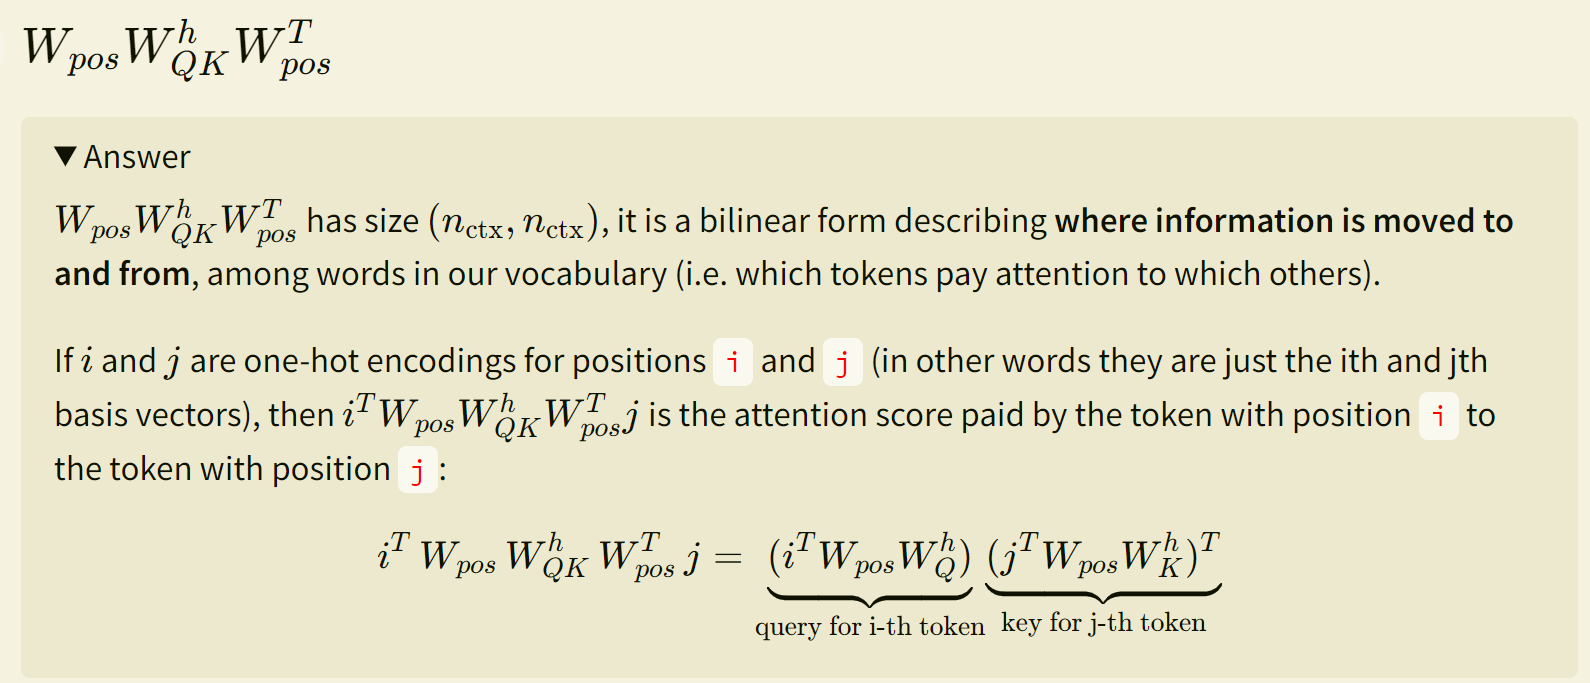 $W_{pos}W_{QK}^{h}W_{pos}^{T}$
▼ Answer
$W_{pos}W_{QK}^{h}W_{pos}^{T}$ has size $(n_{\text{ctx}}, n_{\text{ctx}})$, it is a bilinear form describing where information is moved to
and from, among words in our vocabulary (i.e. which tokens pay attention to which others).
If $i$ and $j$ are one-hot encodings for positions i and j (in other words they are just the ith and jth
basis vectors), then $i^{T}W_{pos}W_{QK}^{h}W_{pos}^{T}j$ is the attention score paid by the token with position i to
the token with position j :
$i^{T} W_{pos} W_{QK}^{h} W_{pos}^{T} j = \underbrace{(i^{T}W_{pos}W_{Q}^{h})}_{\text{query for i-th token}} \underbrace{(j^{T}W_{pos}W_{K}^{h})^{T}}_{\text{key for j-th token}}$